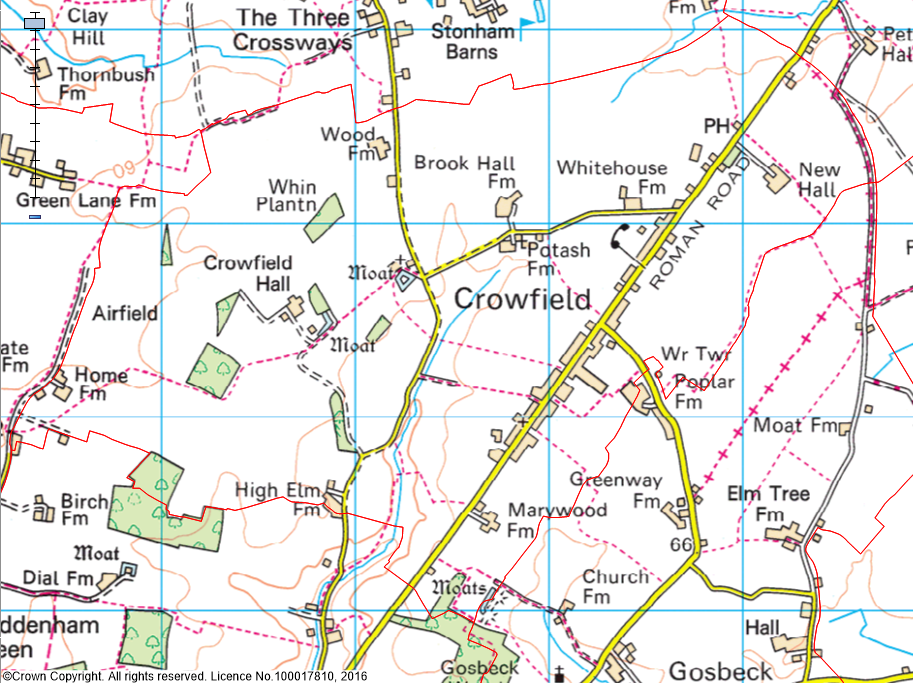 Clay
Hill
The Three
Crossways
Stonham
Barns
Fm
Pet
Hal
Thornbush
Fm
Wood
Fm
PH
60
Green Lane Fm
Whin
Plantn
Brook Hall
Fm
Whitehouse
Fm
New
Hall
ROMAN ROAD
Potash
Fm
F
Crowfield
Hall
Moat
Crowfield
Airfield
Moat
ate
Fm
Home
Fm
Wr Twr
Poplar
Fm
Moat Fm
High Elm
Fm
Greenway
Fm
Elm Tree
Fm
Birch
Fm
Marywood
Fm
66
Moat
Dial Fm
Moats
Church
Fm
ddenham
een
Hall
Gosbeck
Gosbeck
©Crown Copyright. All rights reserved. Licence No.100017810, 2016